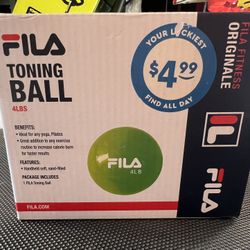 FILA
TONING
BALL
4LBS
BENEFITS:
• Ideal for any yoga, Pilates
• Great addition to any exercise
routine to increase calorie burn
for faster results
FEATURES:
• Handheld soft, sand-filled
PACKAGE INCLUDES
1 FILA Toning Ball
FILA.COM
FILA
4LB
YOUR LUCKIEST
$4.99
FIND ALL DAY
FILA FITNESS
ORIGINALE
FILA